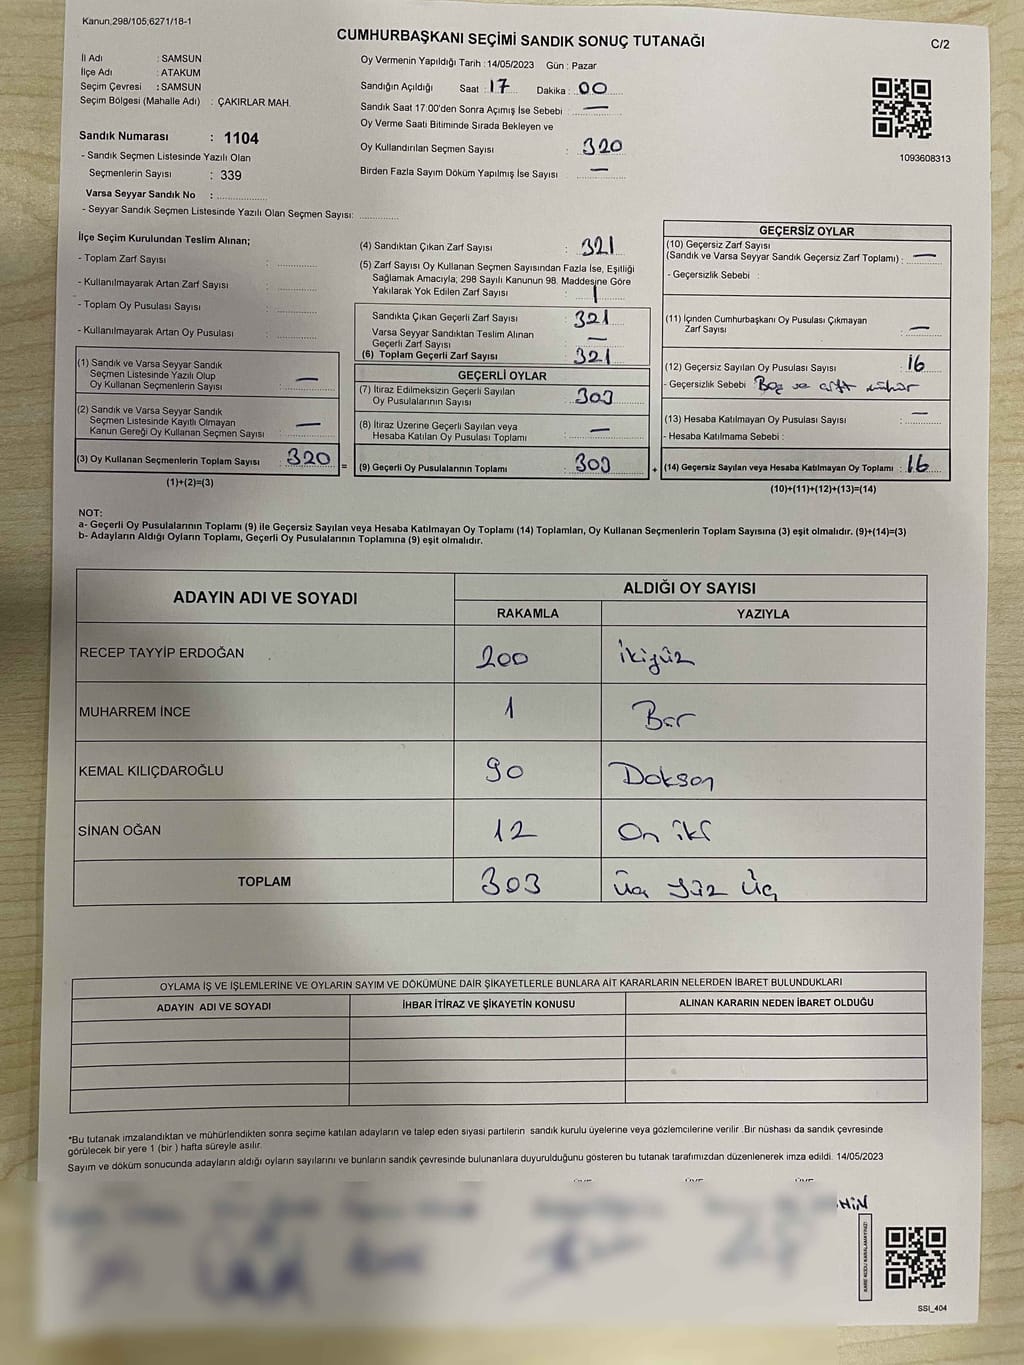 Kanun,298/105,6271/18-1
CUMHURBAŞKANI SEÇİMİ SANDIK SONUÇ TUTANAĞI
C/2
İl Adı : SAMSUN
İlçe Adı : ATAKUM
Seçim Çevresi : SAMSUN
Seçim Bölgesi (Mahalle Adı) : ÇAKIRLAR MAH.
Sandık Numarası : 1104
- Sandık Seçmen Listesinde Yazılı Olan
Seçmenlerin Sayısı : 339
Varsa Seyyar Sandık No :
- Seyyar Sandık Seçmen Listesinde Yazılı Olan Seçmen Sayısı:
Oy Vermenin Yapıldığı Tarih : 14/05/2023 Gün : Pazar
Sandığın Açıldığı Saat : 17 Dakika : 00
Sandık Saat 17:00'den Sonra Açımış İse Sebebi : —
Oy Verme Saati Bitiminde Sırada Bekleyen ve
Oy Kullandırılan Seçmen Sayısı : 320
Birden Fazla Sayım Döküm Yapılmış İse Sayısı : —
1093608313
İlçe Seçim Kurulundan Teslim Alınan;
- Toplam Zarf Sayısı :
- Kullanılmayarak Artan Zarf Sayısı :
- Toplam Oy Pusulası Sayısı :
- Kullanılmayarak Artan Oy Pusulası :
(1) Sandık ve Varsa Seyyar Sandık
Seçmen Listesinde Yazılı Olup
Oy Kullanan Seçmenlerin Sayısı : —
(2) Sandık ve Varsa Seyyar Sandık
Seçmen Listesinde Kayıtlı Olmayan
Kanun Gereği Oy Kullanan Seçmen Sayısı : —
(3) Oy Kullanan Seçmenlerin Toplam Sayısı : 320 =
(1)+(2)=(3)
(4) Sandıktan Çıkan Zarf Sayısı : 321
(5) Zarf Sayısı Oy Kullanan Seçmen Sayısından Fazla İse, Eşitliği
Sağlamak Amacıyla; 298 Sayılı Kanunun 98. Maddesine Göre
Yakılarak Yok Edilen Zarf Sayısı : 1
Sandıkta Çıkan Geçerli Zarf Sayısı : 321
Varsa Seyyar Sandıktan Teslim Alınan
Geçerli Zarf Sayısı : —
(6) Toplam Geçerli Zarf Sayısı : 321
GEÇERLİ OYLAR
(7) İtiraz Edilmeksizin Geçerli Sayılan
Oy Pusulalarının Sayısı : 303
(8) İtiraz Üzerine Geçerli Sayılan veya
Hesaba Katılan Oy Pusulası Toplamı : —
(9) Geçerli Oy Pusulalarının Toplamı : 303 +
GEÇERSİZ OYLAR
(10) Geçersiz Zarf Sayısı
(Sandık ve Varsa Seyyar Sandık Geçersiz Zarf Toplamı) : —
- Geçersizlik Sebebi :
(11) İçinden Cumhurbaşkanı Oy Pusulası Çıkmayan
Zarf Sayısı : —
(12) Geçersiz Sayılan Oy Pusulası Sayısı : 16
- Geçersizlik Sebebi : Boş ve çift mühür
(13) Hesaba Katılmayan Oy Pusulası Sayısı : —
- Hesaba Katılmama Sebebi :
(14) Geçersiz Sayılan veya Hesaba Katılmayan Oy Toplamı : 16
(10)+(11)+(12)+(13)=(14)
NOT:
a- Geçerli Oy Pusulalarının Toplamı (9) ile Geçersiz Sayılan veya Hesaba Katılmayan Oy Toplamı (14) Toplamları, Oy Kullanan Seçmenlerin Toplam Sayısına (3) eşit olmalıdır. (9)+(14)=(3)
b- Adayların Aldığı Oyların Toplamı, Geçerli Oy Pusulalarının Toplamına (9) eşit olmalıdır.
ADAYIN ADI VE SOYADI ALDIĞI OY SAYISI
RAKAMLA YAZIYLA
RECEP TAYYİP ERDOĞAN 200 İkiyüz
MUHARREM İNCE 1 Bir
KEMAL KILIÇDAROĞLU 90 Doksan
SİNAN OĞAN 12 On iki
TOPLAM 303 Üç Yüz Üç
OYLAMA İŞ VE İŞLEMLERİNE VE OYLARIN SAYIM VE DÖKÜMÜNE DAİR ŞİKAYETLERLE BUNLARA AİT KARARLARIN NELERDEN İBARET BULUNDUKLARI
ADAYIN ADI VE SOYADI İHBAR İTİRAZ VE ŞİKAYETİN KONUSU ALINAN KARARIN NEDEN İBARET OLDUĞU
*Bu tutanak imzalandıktan ve mühürlendikten sonra seçime katılan adayların ve talep eden siyasi partilerin sandık kurulu üyelerine veya gözlemcilerine verilir .Bir nüshası da sandık çevresinde
görülecek bir yere 1 (bir ) hafta süreyle asılır.
Sayım ve döküm sonucunda adayların aldığı oyların sayılarını ve bunların sandık çevresinde bulunanlara duyurulduğunu gösteren bu tutanak tarafımızdan düzenlenerek imza edildi. 14/05/2023
KARE KODU KARALAMAYINIZ!
SSI_404